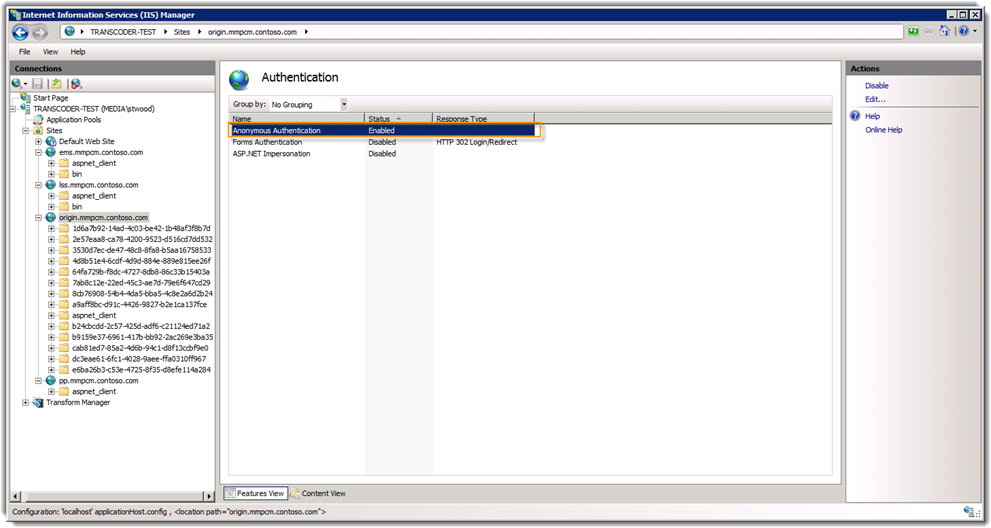 Internet Information Services (IIS) Manager
TRANSCODER-TEST Sites origin.mmpcm.contoso.com
File View Help
Connections
Start Page
TRANSCODER-TEST (MEDIA\stwood)
Application Pools
Sites
Default Web Site
ems.mmpcm.contoso.com
aspnet_client
bin
lss.mmpcm.contoso.com
aspnet_client
bin
origin.mmpcm.contoso.com
1d6a7b92-14ad-4c03-be42-1b48af3f8b7d
2e57eaa8-ca78-4200-9523-d516cd7dd532
3530d7ec-de47-48c8-8fa8-b5aa16758533
4d8b51e4-6cdf-4d9d-884e-889e815ee26f
64fa729b-f8dc-4727-8db8-86c33b15403a
7ab8c12e-22ed-45c3-ae7d-79e6f647cd29
8cb76908-54b4-4da5-bba5-4c8e2a6d2b24
a9aff8bc-d91c-4426-9827-b2e1ca137fce
aspnet_client
b24cbcdd-2c57-425d-adf6-c21124ed71a2
b9159e37-6961-417b-bb92-2ac269e3ba35
cab81ed7-85a2-4d6b-94c1-d8f13ccbf9e0
dc3eae61-6fc1-4028-9aee-ffa0310ff967
e6ba26b3-c53e-4725-8f35-d8efe114a284
pp.mmpcm.contoso.com
aspnet_client
Transform Manager
Authentication
Group by: No Grouping
Name Status Response Type
Anonymous Authentication Enabled
Forms Authentication Disabled HTTP 302 Login/Redirect
ASP.NET Impersonation Disabled
Features View Content View
Actions
Disable
Edit...
Help
Online Help
Configuration: 'localhost' applicationHost.config , <location path="origin.mmpcm.contoso.com">